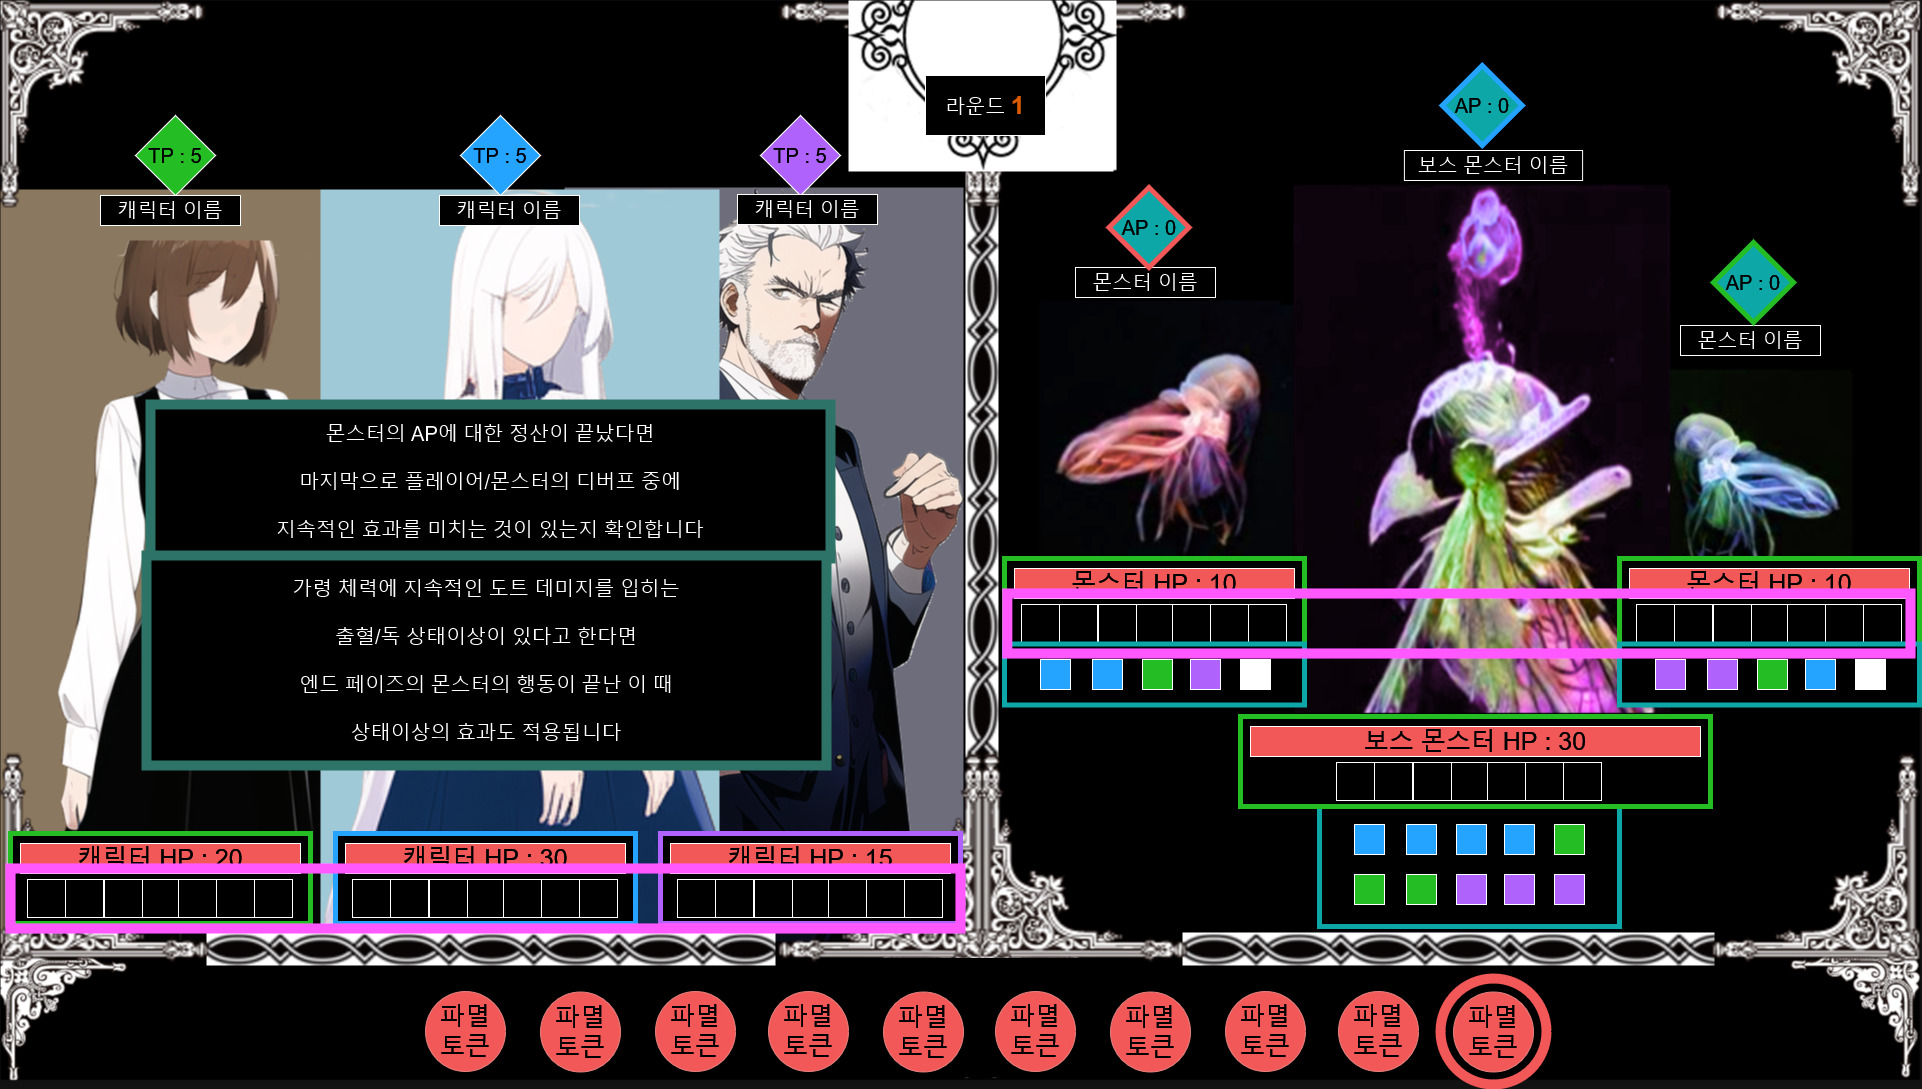 라운드 1
TP : 5
TP : 5
TP : 5
캐릭터 이름
캐릭터 이름
캐릭터 이름
AP : 0
보스 몬스터 이름
AP : 0
몬스터 이름
AP : 0
몬스터 이름
몬스터의 AP에 대한 정산이 끝났다면
마지막으로 플레이어/몬스터의 디버프 중에
지속적인 효과를 미치는 것이 있는지 확인합니다
가령 체력에 지속적인 도트 데미지를 입히는
출혈/독 상태이상이 있다고 한다면
엔드 페이즈의 몬스터의 행동이 끝난 이 때
상태이상의 효과도 적용됩니다
몬스터 HP : 10
몬스터 HP : 10
보스 몬스터 HP : 30
캐릭터 HP : 20
캐릭터 HP : 30
캐릭터 HP : 15
파멸
토큰
파멸
토큰
파멸
토큰
파멸
토큰
파멸
토큰
파멸
토큰
파멸
토큰
파멸
토큰
파멸
토큰
파멸
토큰